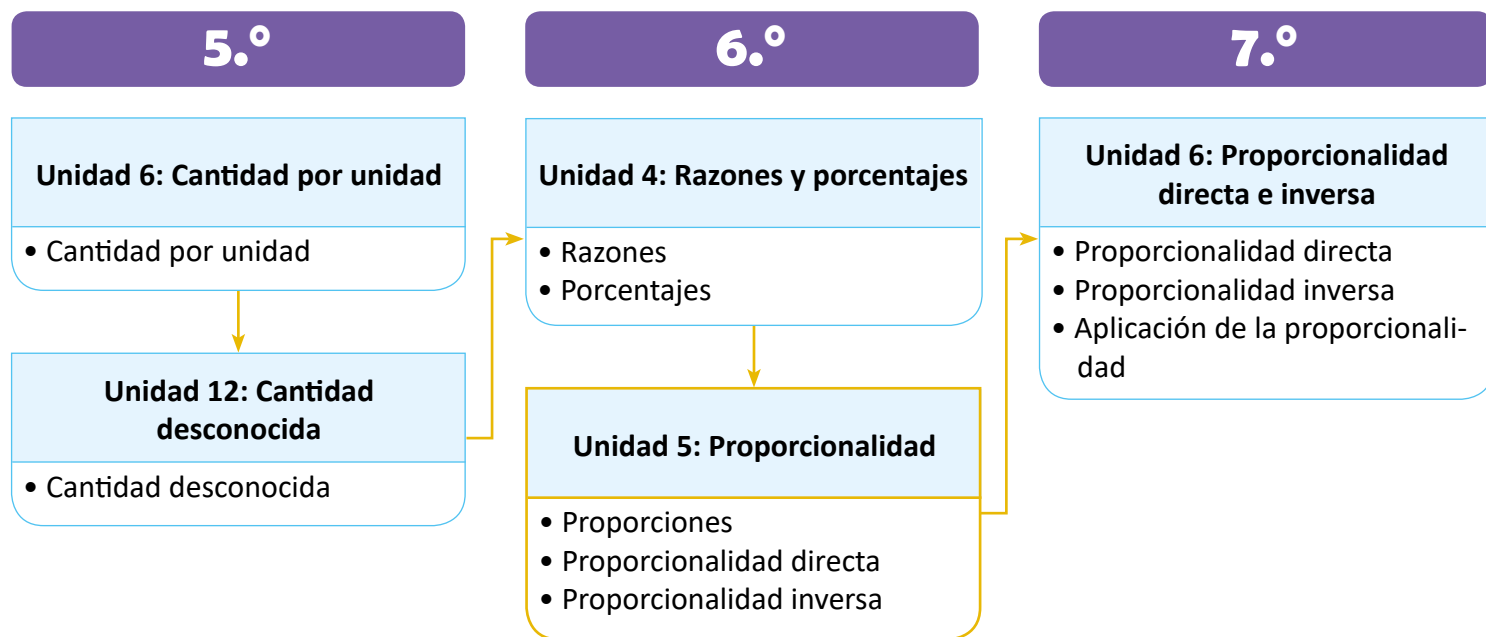 5.º
Unidad 6: Cantidad por unidad
• Cantidad por unidad
Unidad 12: Cantidad
desconocida
• Cantidad desconocida
6.º
Unidad 4: Razones y porcentajes
• Razones
• Porcentajes
Unidad 5: Proporcionalidad
• Proporciones
• Proporcionalidad directa
• Proporcionalidad inversa
7.º
Unidad 6: Proporcionalidad
directa e inversa
• Proporcionalidad directa
• Proporcionalidad inversa
• Aplicación de la proporcionali-
dad